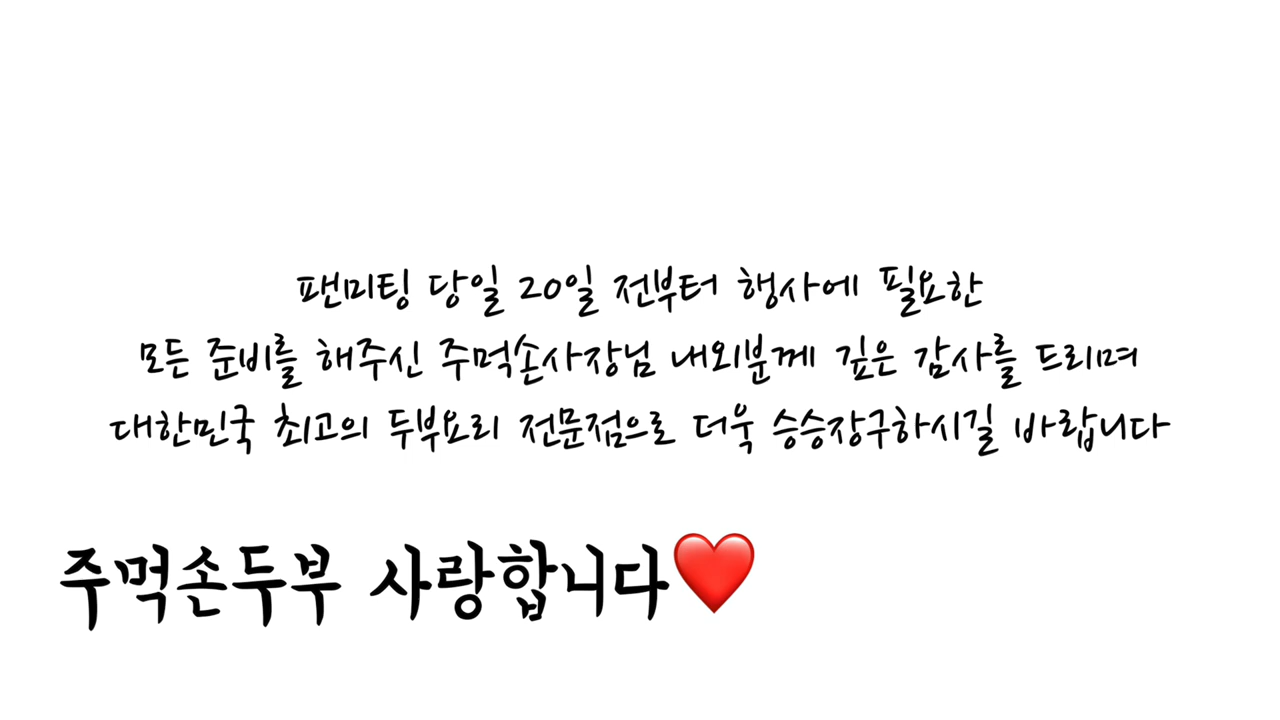 팬미팅 당일 20일 전부터 행사에 필요한
모든 준비를 해주신 주먹손사장님 내외분께 깊은 감사를 드리며
대한민국 최고의 두부요리 전문점으로 더욱 승승장구하시길 바랍니다
주먹손두부 사랑합니다❤️